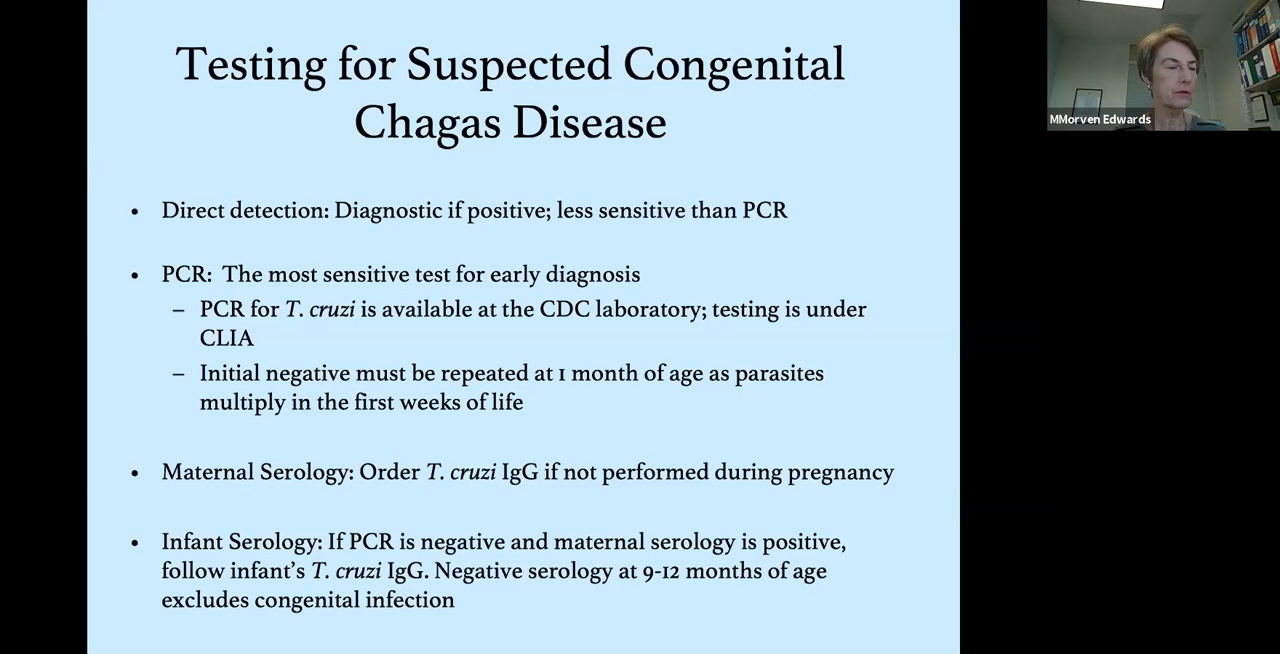 Testing for Suspected Congenital
Chagas Disease
• Direct detection: Diagnostic if positive; less sensitive than PCR
• PCR: The most sensitive test for early diagnosis
– PCR for T. cruzi is available at the CDC laboratory; testing is under
CLIA
– Initial negative must be repeated at 1 month of age as parasites
multiply in the first weeks of life
• Maternal Serology: Order T. cruzi IgG if not performed during pregnancy
• Infant Serology: If PCR is negative and maternal serology is positive,
follow infant's T. cruzi IgG. Negative serology at 9-12 months of age
excludes congenital infection
MMorven Edwards